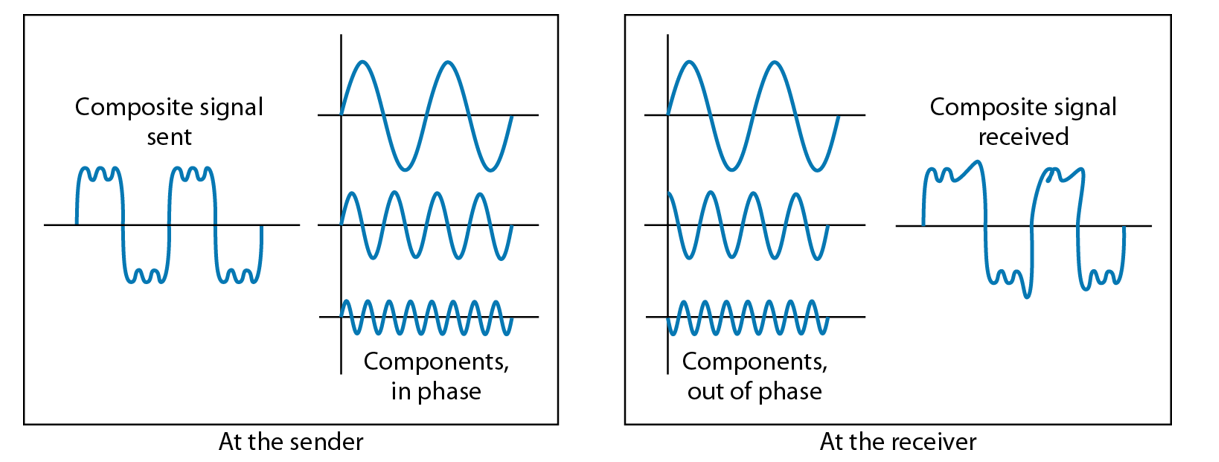 Composite signal
sent
Components,
in phase
At the sender
Composite signal
received
Components,
out of phase
At the receiver